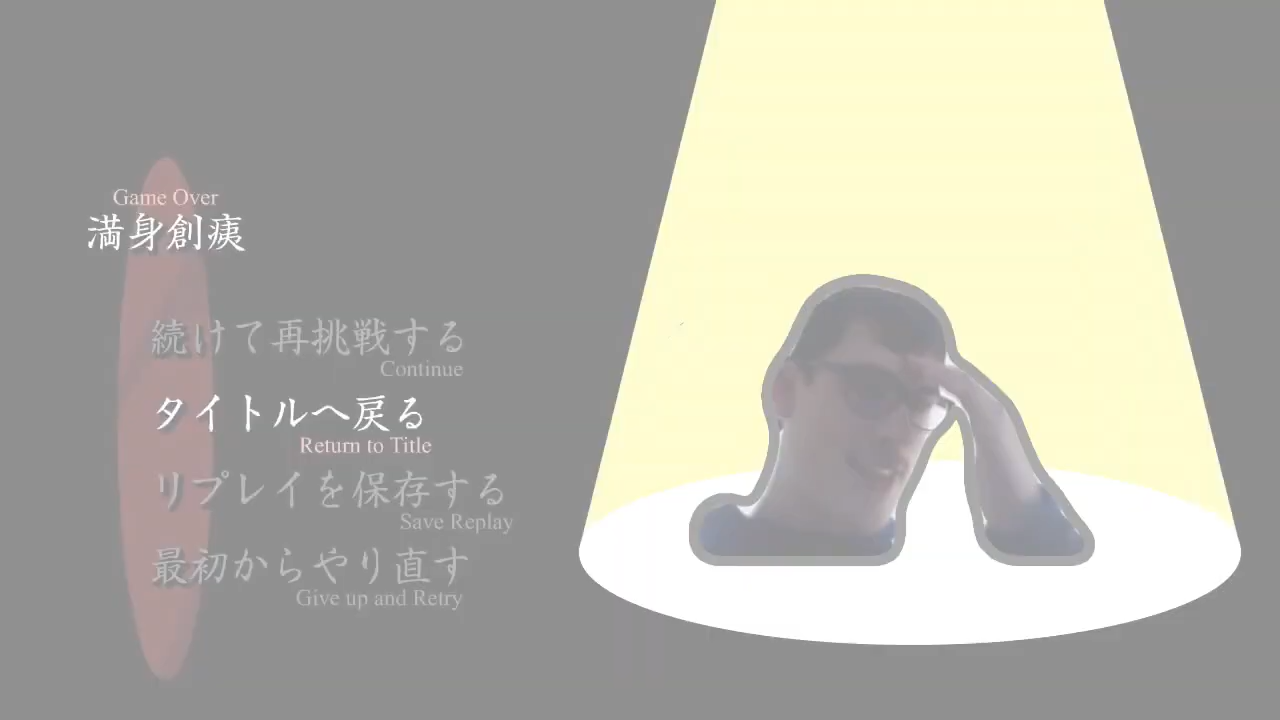 Game Over
満身創痍
続けて再挑戦する
Continue
タイトルへ戻る
Return to Title
リプレイを保存する
Save Replay
最初からやり直す
Give up and Retry